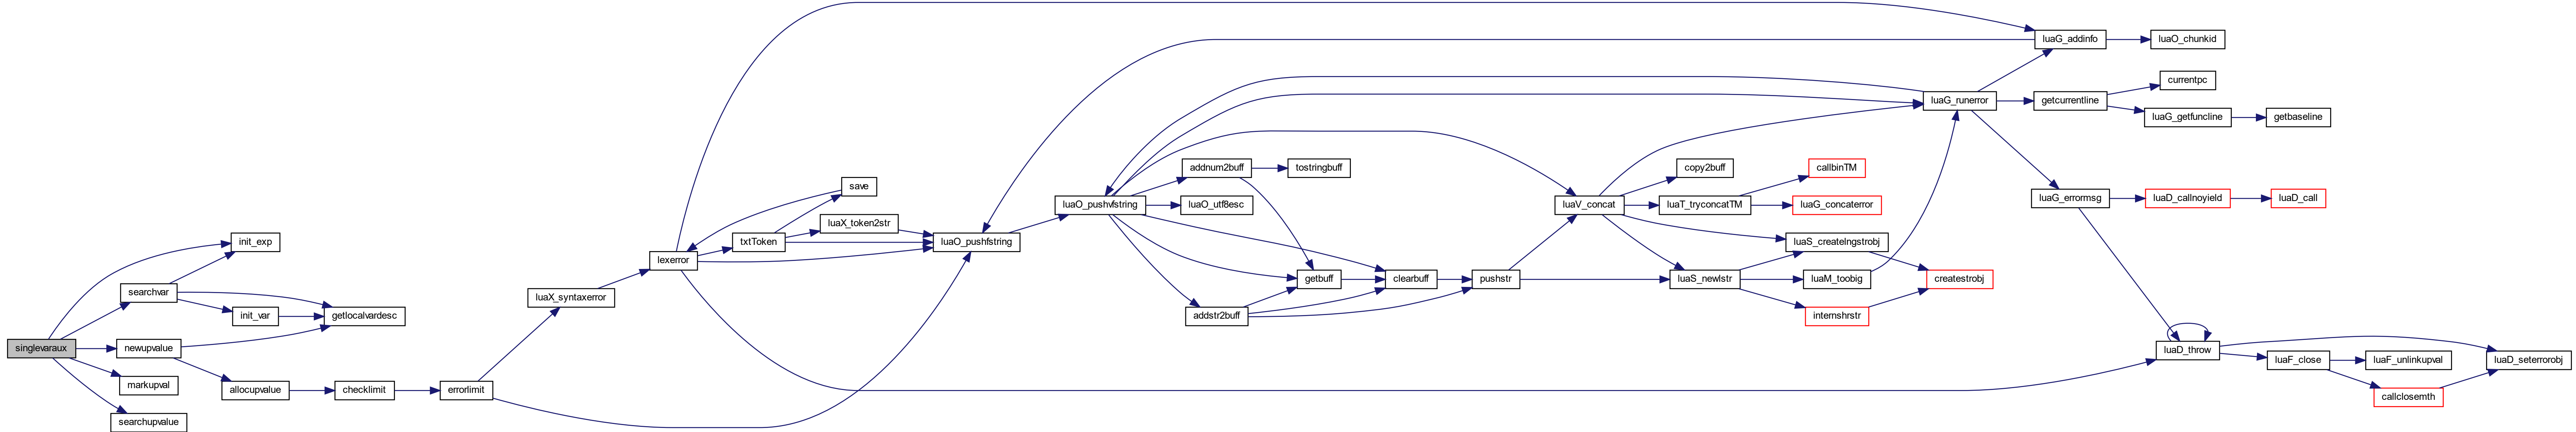 singlevaraux
init_exp
searchvar
init_var
getlocalvardesc
newupvalue
markupval
allocupvalue
searchupvalue
checklimit
errorlimit
luaX_syntaxerror
lexerror
save
luaX_token2str
txtToken
luaO_pushfstring
luaO_pushvfstring
addnum2buff
tostringbuff
luaO_utf8esc
getbuff
clearbuff
addstr2buff
pushstr
luaV_concat
copy2buff
callbinTM
luaT_tryconcatTM
luaG_concaterror
luaS_createlngstrobj
luaS_newlstr
luaM_toobig
createstrobj
internshrstr
luaG_addinfo
luaO_chunkid
currentpc
luaG_runerror
getcurrentline
luaG_getfuncline
getbaseline
luaG_errormsg
luaD_callnoyield
luaD_call
luaD_throw
luaF_close
luaF_unlinkupval
luaD_seterrorobj
callclosemth